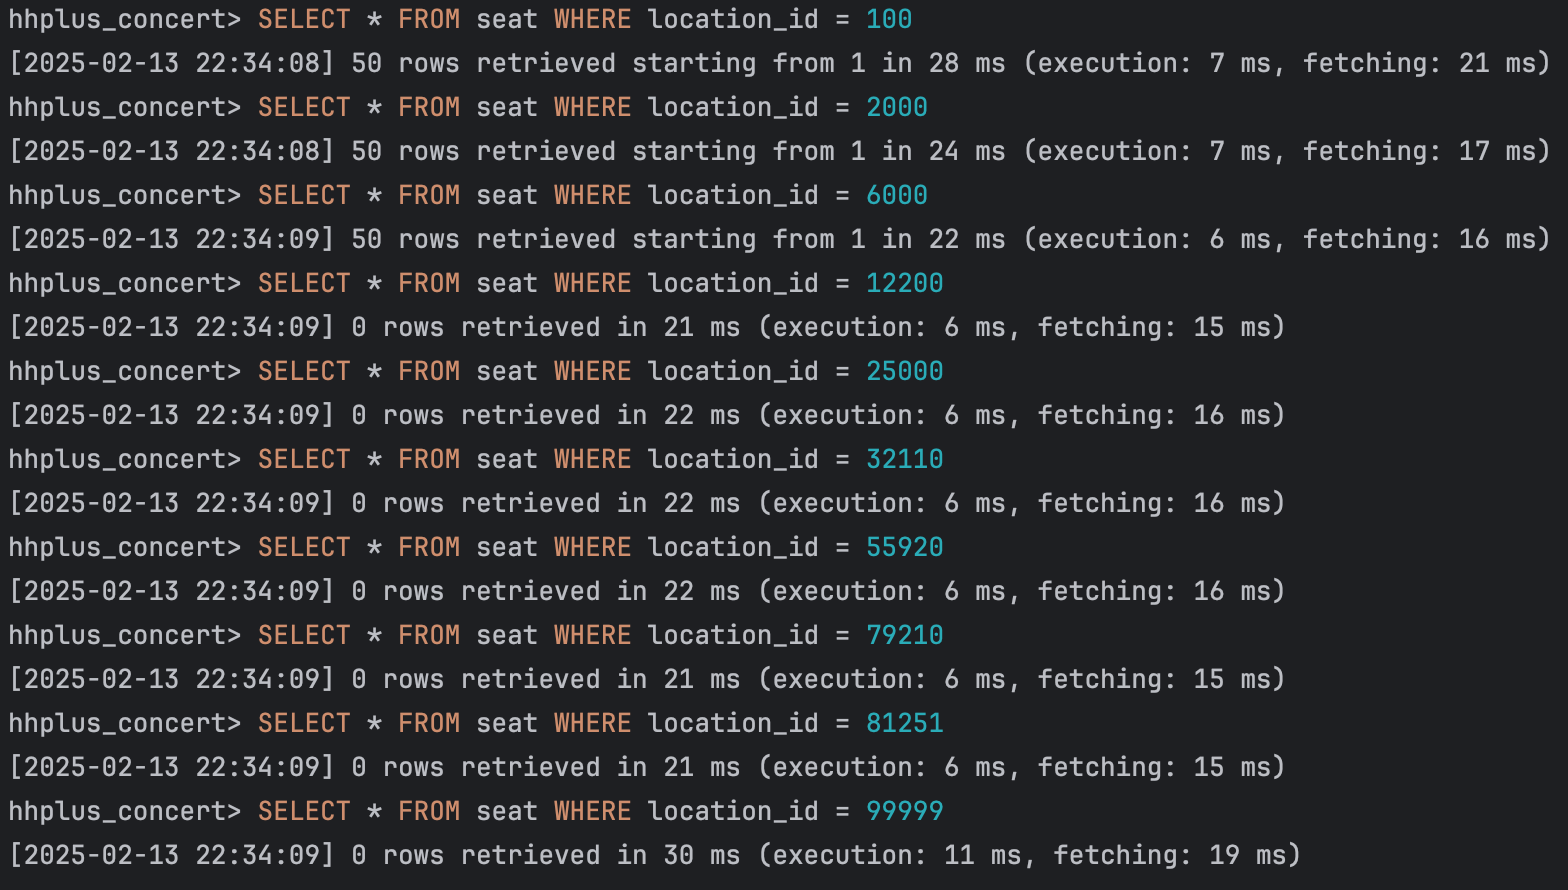 hhplus_concert> SELECT * FROM seat WHERE location_id = 100
[2025-02-13 22:34:08] 50 rows retrieved starting from 1 in 28 ms (execution: 7 ms, fetching: 21 ms)
hhplus_concert> SELECT * FROM seat WHERE location_id = 2000
[2025-02-13 22:34:08] 50 rows retrieved starting from 1 in 24 ms (execution: 7 ms, fetching: 17 ms)
hhplus_concert> SELECT * FROM seat WHERE location_id = 6000
[2025-02-13 22:34:09] 50 rows retrieved starting from 1 in 22 ms (execution: 6 ms, fetching: 16 ms)
hhplus_concert> SELECT * FROM seat WHERE location_id = 12200
[2025-02-13 22:34:09] 0 rows retrieved in 21 ms (execution: 6 ms, fetching: 15 ms)
hhplus_concert> SELECT * FROM seat WHERE location_id = 25000
[2025-02-13 22:34:09] 0 rows retrieved in 22 ms (execution: 6 ms, fetching: 16 ms)
hhplus_concert> SELECT * FROM seat WHERE location_id = 32110
[2025-02-13 22:34:09] 0 rows retrieved in 22 ms (execution: 6 ms, fetching: 16 ms)
hhplus_concert> SELECT * FROM seat WHERE location_id = 55920
[2025-02-13 22:34:09] 0 rows retrieved in 22 ms (execution: 6 ms, fetching: 16 ms)
hhplus_concert> SELECT * FROM seat WHERE location_id = 79210
[2025-02-13 22:34:09] 0 rows retrieved in 21 ms (execution: 6 ms, fetching: 15 ms)
hhplus_concert> SELECT * FROM seat WHERE location_id = 81251
[2025-02-13 22:34:09] 0 rows retrieved in 21 ms (execution: 6 ms, fetching: 15 ms)
hhplus_concert> SELECT * FROM seat WHERE location_id = 99999
[2025-02-13 22:34:09] 0 rows retrieved in 30 ms (execution: 11 ms, fetching: 19 ms)